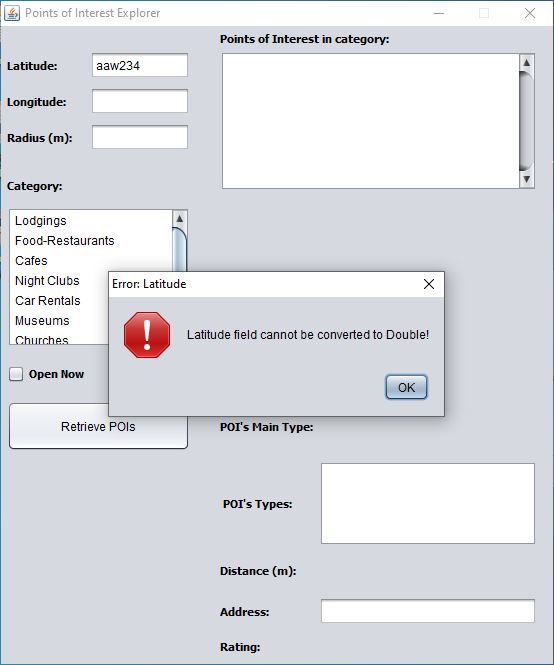 Points of Interest Explorer
Points of Interest in category:
Latitude:
aaw234
Longitude:
Radius (m):
Category:
Lodgings
Food-Restaurants
Cafes
Night Clubs
Car Rentals
Museums
Churches
Error: Latitude
Latitude field cannot be converted to Double!
OK
Open Now
Retrieve POIs
POI's Main Type:
POI's Types:
Distance (m):
Address:
Rating: